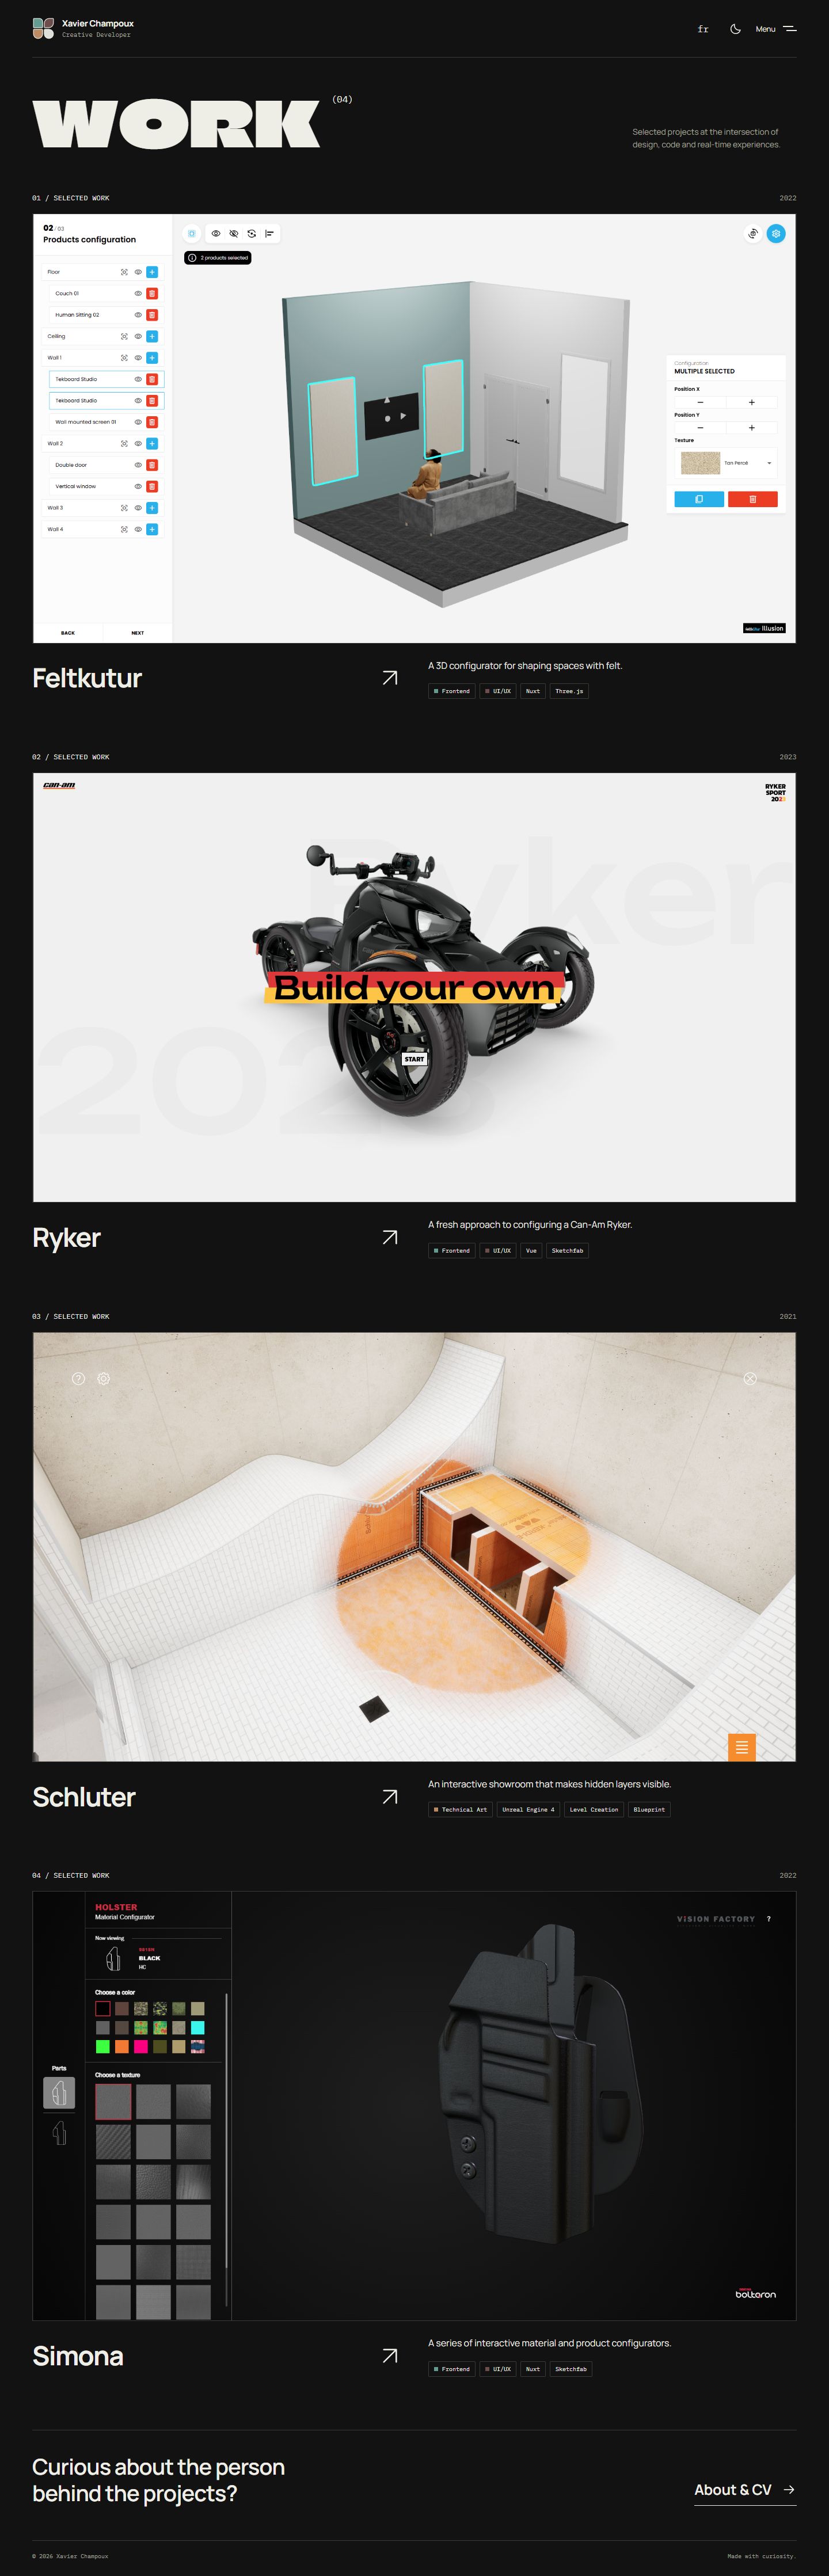 Xavier Champoux
Creative Developer
fr
Menu
WORK
(04)
Selected projects at the intersection of
design, code and real-time experiences.
01 / SELECTED WORK
2022
02 / 03
Products configuration
2 products selected
Floor
Couch 01
Human Sitting 02
Ceiling
Wall 1
Tekboard Studio
Tekboard Studio
Wall mounted screen 01
Wall 2
Double door
Vertical window
Wall 3
Wall 4
BACK
NEXT
Configuration
MULTIPLE SELECTED
Position X
Position Y
Texture
Tan Percé
Illusion
Feltkutur
A 3D configurator for shaping spaces with felt.
Frontend
UI/UX
Nuxt
Three.js
02 / SELECTED WORK
2023
can-am
RYKER
SPORT
2023
Ryker
Build your own
START
2023
Ryker
A fresh approach to configuring a Can-Am Ryker.
Frontend
UI/UX
Vue
Sketchfab
03 / SELECTED WORK
2021
Schluter
An interactive showroom that makes hidden layers visible.
Technical Art
Unreal Engine 4
Level Creation
Blueprint
04 / SELECTED WORK
2022
HOLSTER
Material Configurator
Now viewing
BLACK
HC
Choose a color
Parts
Choose a texture
VISION FACTORY
?
boltaron
Simona
A series of interactive material and product configurators.
Frontend
UI/UX
Nuxt
Sketchfab
Curious about the person
behind the projects?
About & CV
© 2026 Xavier Champoux
Made with curiosity.